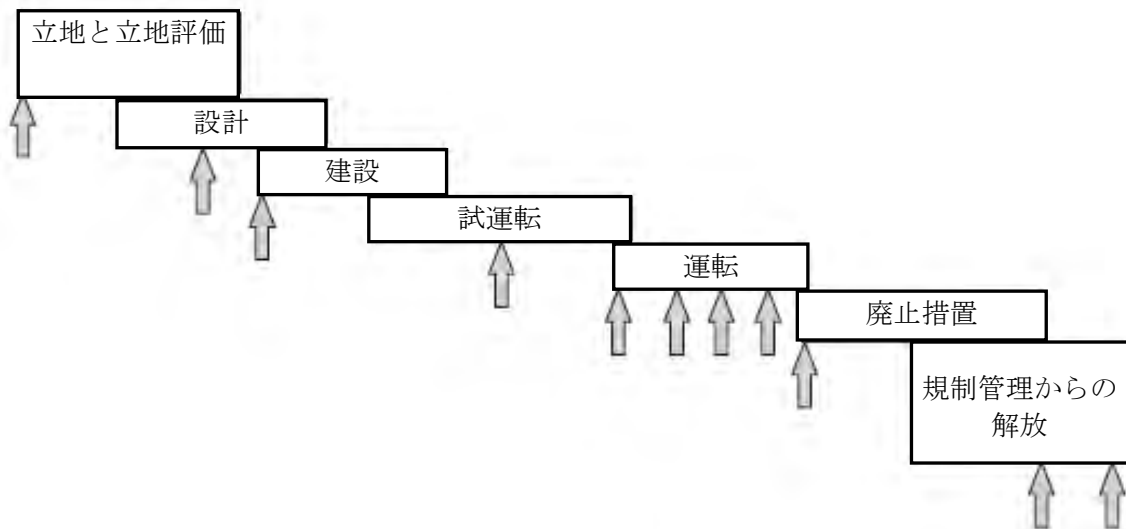 立地と立地評価
設計
建設
試運転
運転
廃止措置
規制管理からの
解放